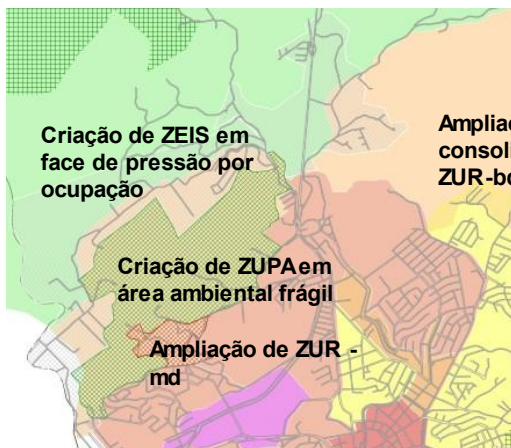 Criação de ZEIS em
face de pressão por
ocupação
Criação de ZUPA em
área ambiental frágil
Ampliação de ZUR -
md